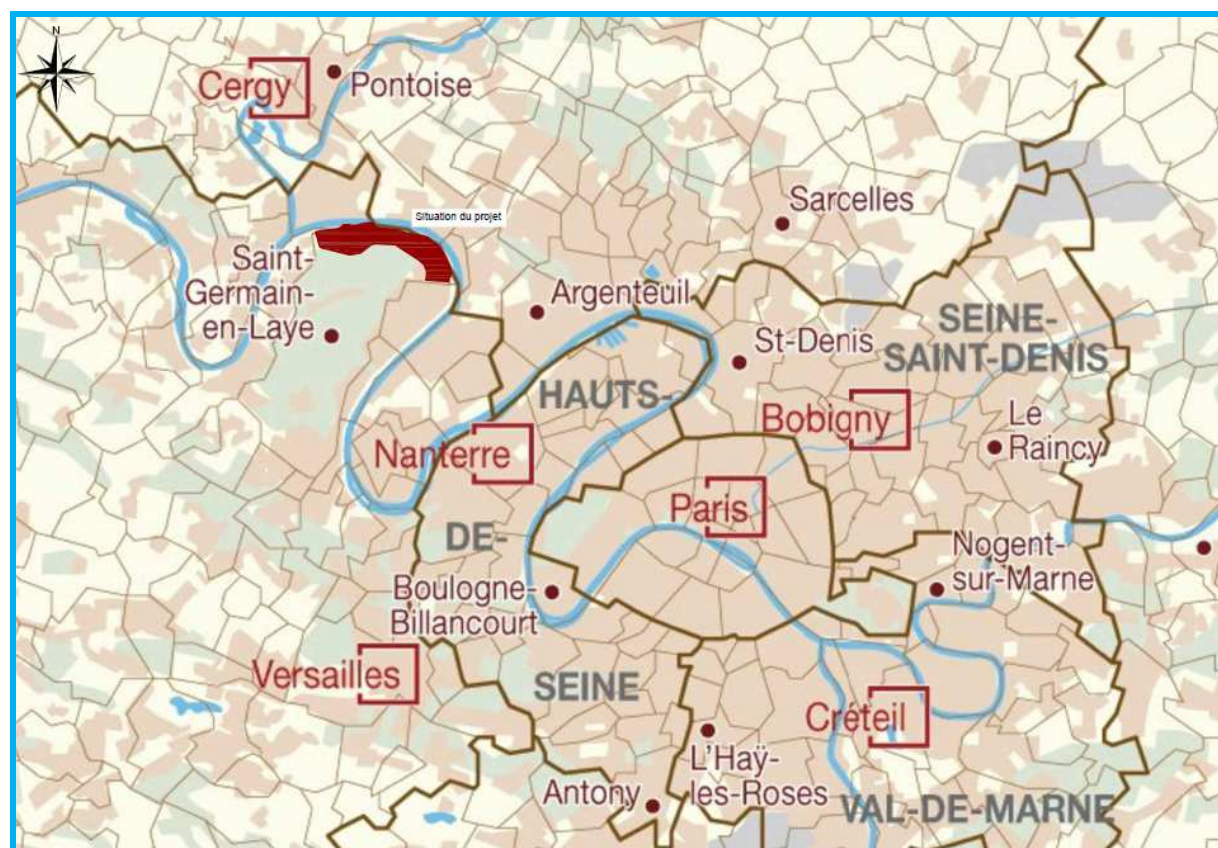 N
Cergy
Pontoise
Situation du projet
Sarcelles
Saint-
Germain-
en-Laye
Argenteuil
St-Denis
SEINE-
SAINT-DENIS
HAUTS-
Bobigny
Le
Raincy
Nanterre
Paris
DE-
Nogent-
sur-Marne
Boulogne-
Billancourt
Versailles
SEINE
Créteil
L'Haÿ-
les-Roses
Antony
VAL-DE-MARNE